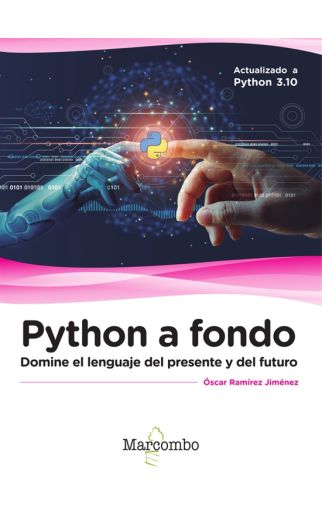 Actualizado a
Python 3.10
Python a fondo
Domine el lenguaje del presente y del futuro
Óscar Ramírez Jiménez
Marcombo